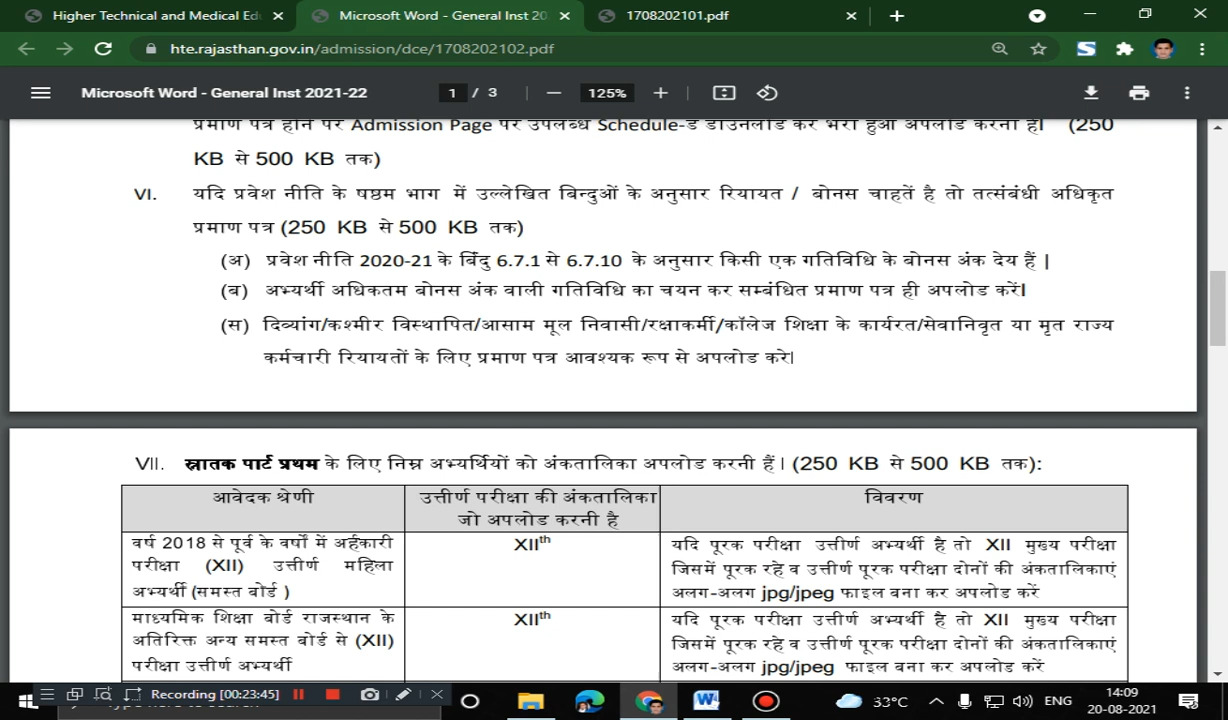 Higher Technical and Medical Edu
Microsoft Word - General Inst 20
1708202101.pdf
hte.rajasthan.gov.in/admission/dce/1708202102.pdf
Microsoft Word - General Inst 2021-22
1 / 3
125%
प्रमाण पत्र होने पर Admission Page पर उपलब्ध Schedule-ड डाउनलोड कर भरा हुआ अपलोड करना है। (250
KB से 500 KB तक)
VI. यदि प्रवेश नीति के षष्ठम भाग में उल्लेखित बिन्दुओं के अनुसार रियायत / बोनस चाहतें है तो तत्संबंधी अधिकृत
प्रमाण पत्र (250 KB से 500 KB तक)
(अ) प्रवेश नीति 2020-21 के बिंदु 6.7.1 से 6.7.10 के अनुसार किसी एक गतिविधि के बोनस अंक देय हैं |
(ब) अभ्यर्थी अधिकतम बोनस अंक वाली गतिविधि का चयन कर सम्बंधित प्रमाण पत्र ही अपलोड करें।
(स) दिव्यांग/कश्मीर विस्थापित/आसाम मूल निवासी/रक्षाकर्मी/कॉलेज शिक्षा के कार्यरत/सेवानिवृत या मृत राज्य
कर्मचारी रियायतों के लिए प्रमाण पत्र आवश्यक रूप से अपलोड करे।
VII. स्नातक पार्ट प्रथम के लिए निम्न अभ्यर्थियों को अंकतालिका अपलोड करनी हैं। (250 KB से 500 KB तक):
आवेदक श्रेणी
उत्तीर्ण परीक्षा की अंकतालिका
जो अपलोड करनी है
विवरण
वर्ष 2018 से पूर्व के वर्षों में अर्हकारी
परीक्षा (XII) उत्तीर्ण महिला
अभ्यर्थी (समस्त बोर्ड )
XIIth
यदि पूरक परीक्षा उत्तीर्ण अभ्यर्थी है तो XII मुख्य परीक्षा
जिसमें पूरक रहे व उत्तीर्ण पूरक परीक्षा दोनों की अंकतालिकाएं
अलग-अलग jpg/jpeg फाइल बना कर अपलोड करें
माध्यमिक शिक्षा बोर्ड राजस्थान के
अतिरिक्त अन्य समस्त बोर्ड से (XII)
परीक्षा उत्तीर्ण अभ्यर्थी
XIIth
यदि पूरक परीक्षा उत्तीर्ण अभ्यर्थी है तो XII मुख्य परीक्षा
जिसमें पूरक रहे व उत्तीर्ण पूरक परीक्षा दोनों की अंकतालिकाएं
अलग-अलग jpg/jpeg फाइल बना कर अपलोड करें
Recording [00:23:45]
33°C
ENG
14:09
20-08-2021